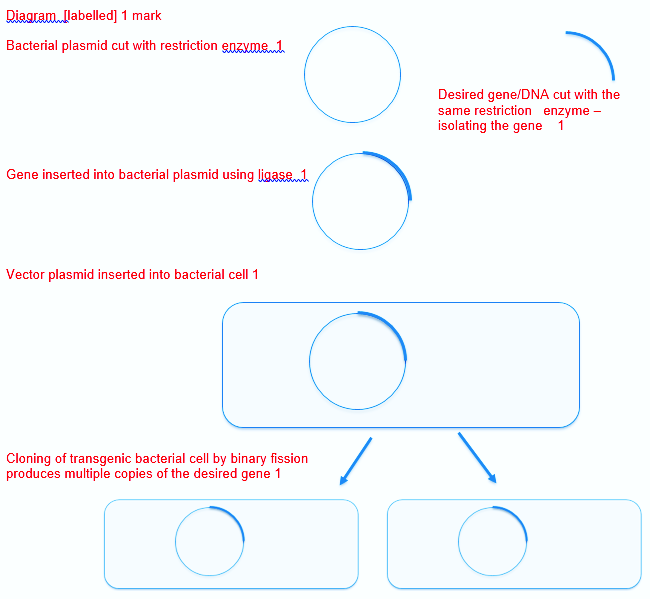 Diagram [labelled] 1 mark
Bacterial plasmid cut with restriction enzyme 1
Desired gene/DNA cut with the
same restriction enzyme –
isolating the gene 1
Gene inserted into bacterial plasmid using ligase 1
Vector plasmid inserted into bacterial cell 1
Cloning of transgenic bacterial cell by binary fission
produces multiple copies of the desired gene 1